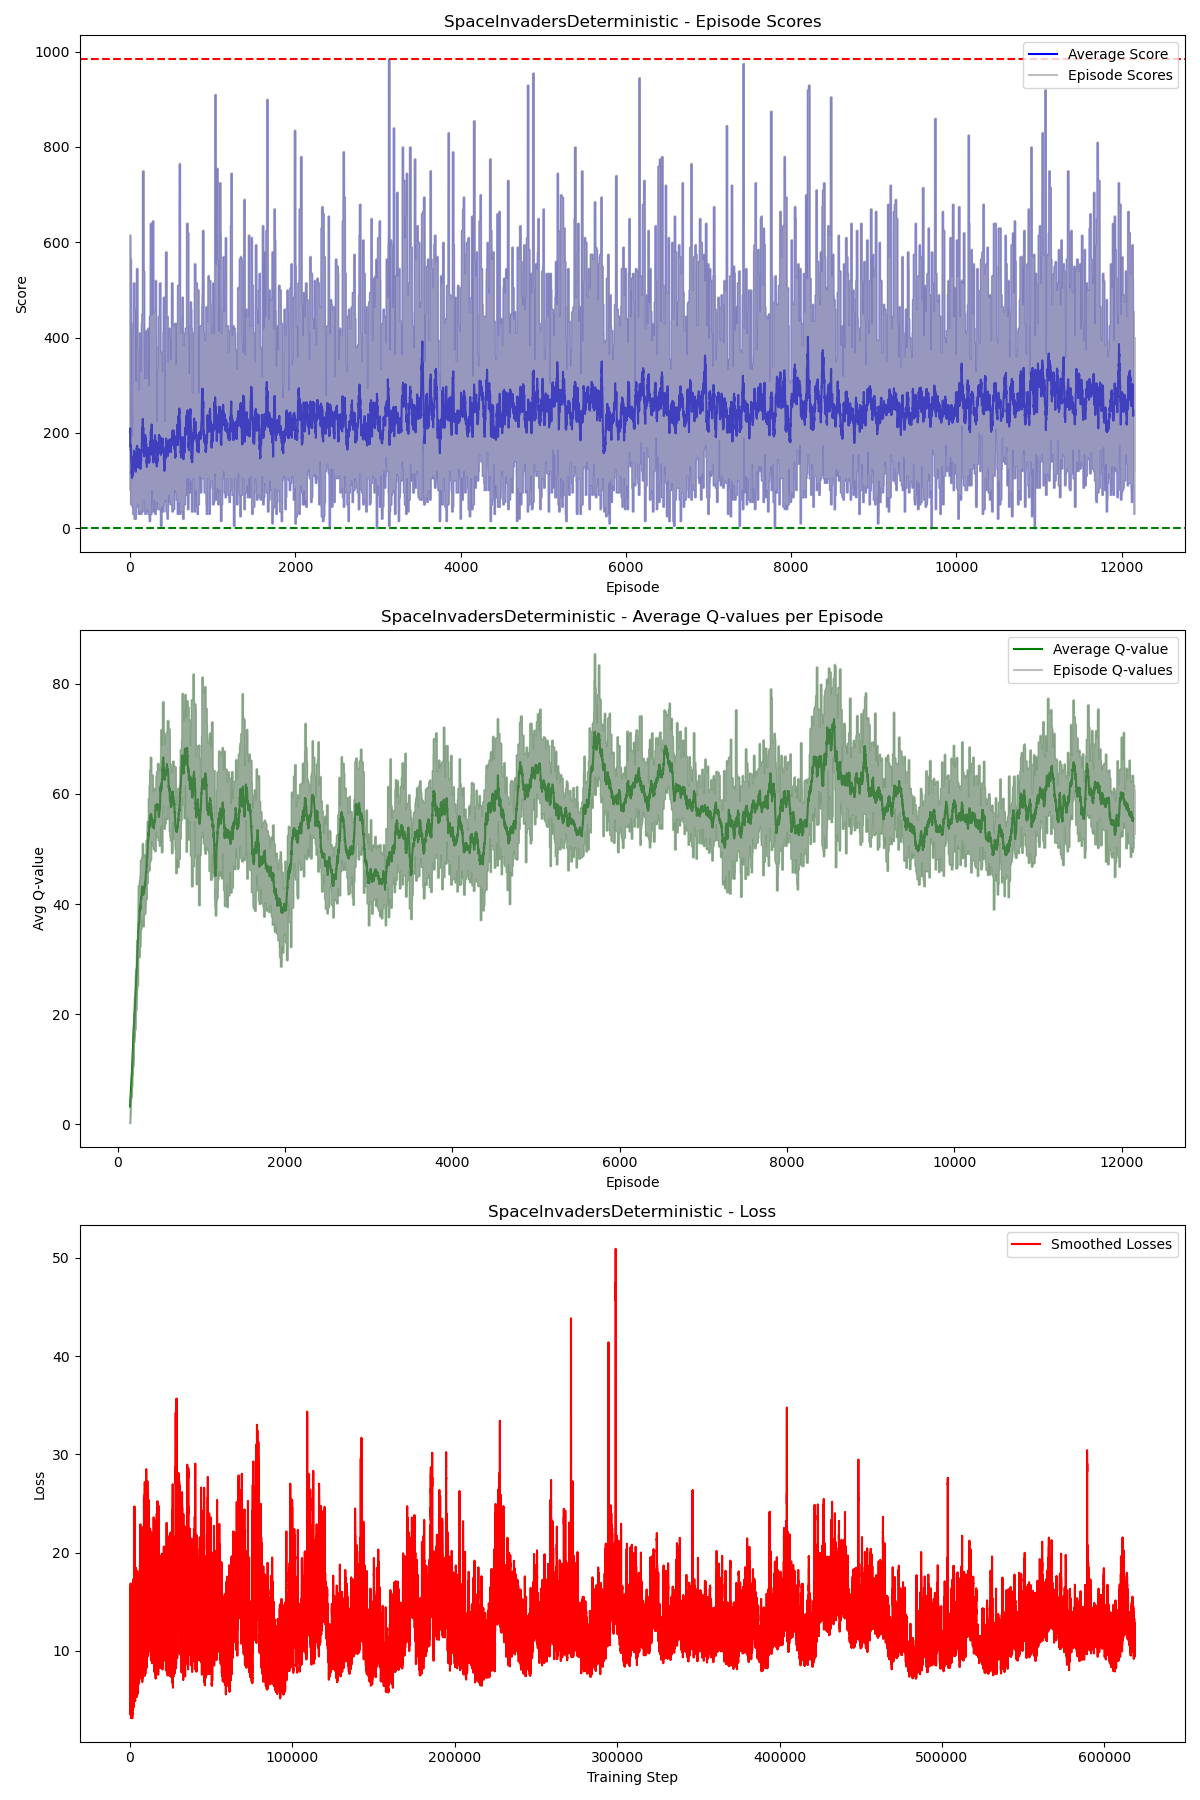 SpaceInvadersDeterministic - Episode Scores
Average Score
Episode Scores
1000
800
600
400
200
0
Score
0 2000 4000 6000 8000 10000 12000
Episode
SpaceInvadersDeterministic - Average Q-values per Episode
Average Q-value
Episode Q-values
80
60
40
20
0
Avg Q-value
0 2000 4000 6000 8000 10000 12000
Episode
SpaceInvadersDeterministic - Loss
Smoothed Losses
50
40
30
20
10
Loss
0 100000 200000 300000 400000 500000 600000
Training Step